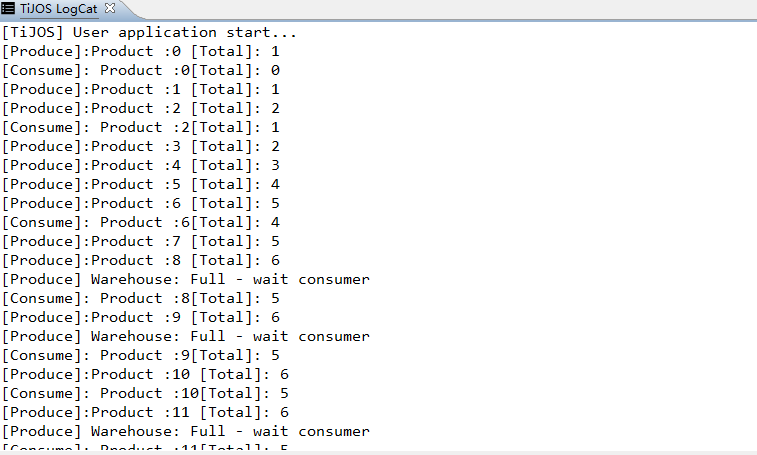 TiJOS LogCat
[TiJOS] User application start...
[Produce]:Product :0 [Total]: 1
[Consume]: Product :0[Total]: 0
[Produce]:Product :1 [Total]: 1
[Produce]:Product :2 [Total]: 2
[Consume]: Product :2[Total]: 1
[Produce]:Product :3 [Total]: 2
[Produce]:Product :4 [Total]: 3
[Produce]:Product :5 [Total]: 4
[Produce]:Product :6 [Total]: 5
[Consume]: Product :6[Total]: 4
[Produce]:Product :7 [Total]: 5
[Produce]:Product :8 [Total]: 6
[Produce] Warehouse: Full - wait consumer
[Consume]: Product :8[Total]: 5
[Produce]:Product :9 [Total]: 6
[Produce] Warehouse: Full - wait consumer
[Consume]: Product :9[Total]: 5
[Produce]:Product :10 [Total]: 6
[Consume]: Product :10[Total]: 5
[Produce]:Product :11 [Total]: 6
[Produce] Warehouse: Full - wait consumer
[Consume]: Product :11[Total]: 5